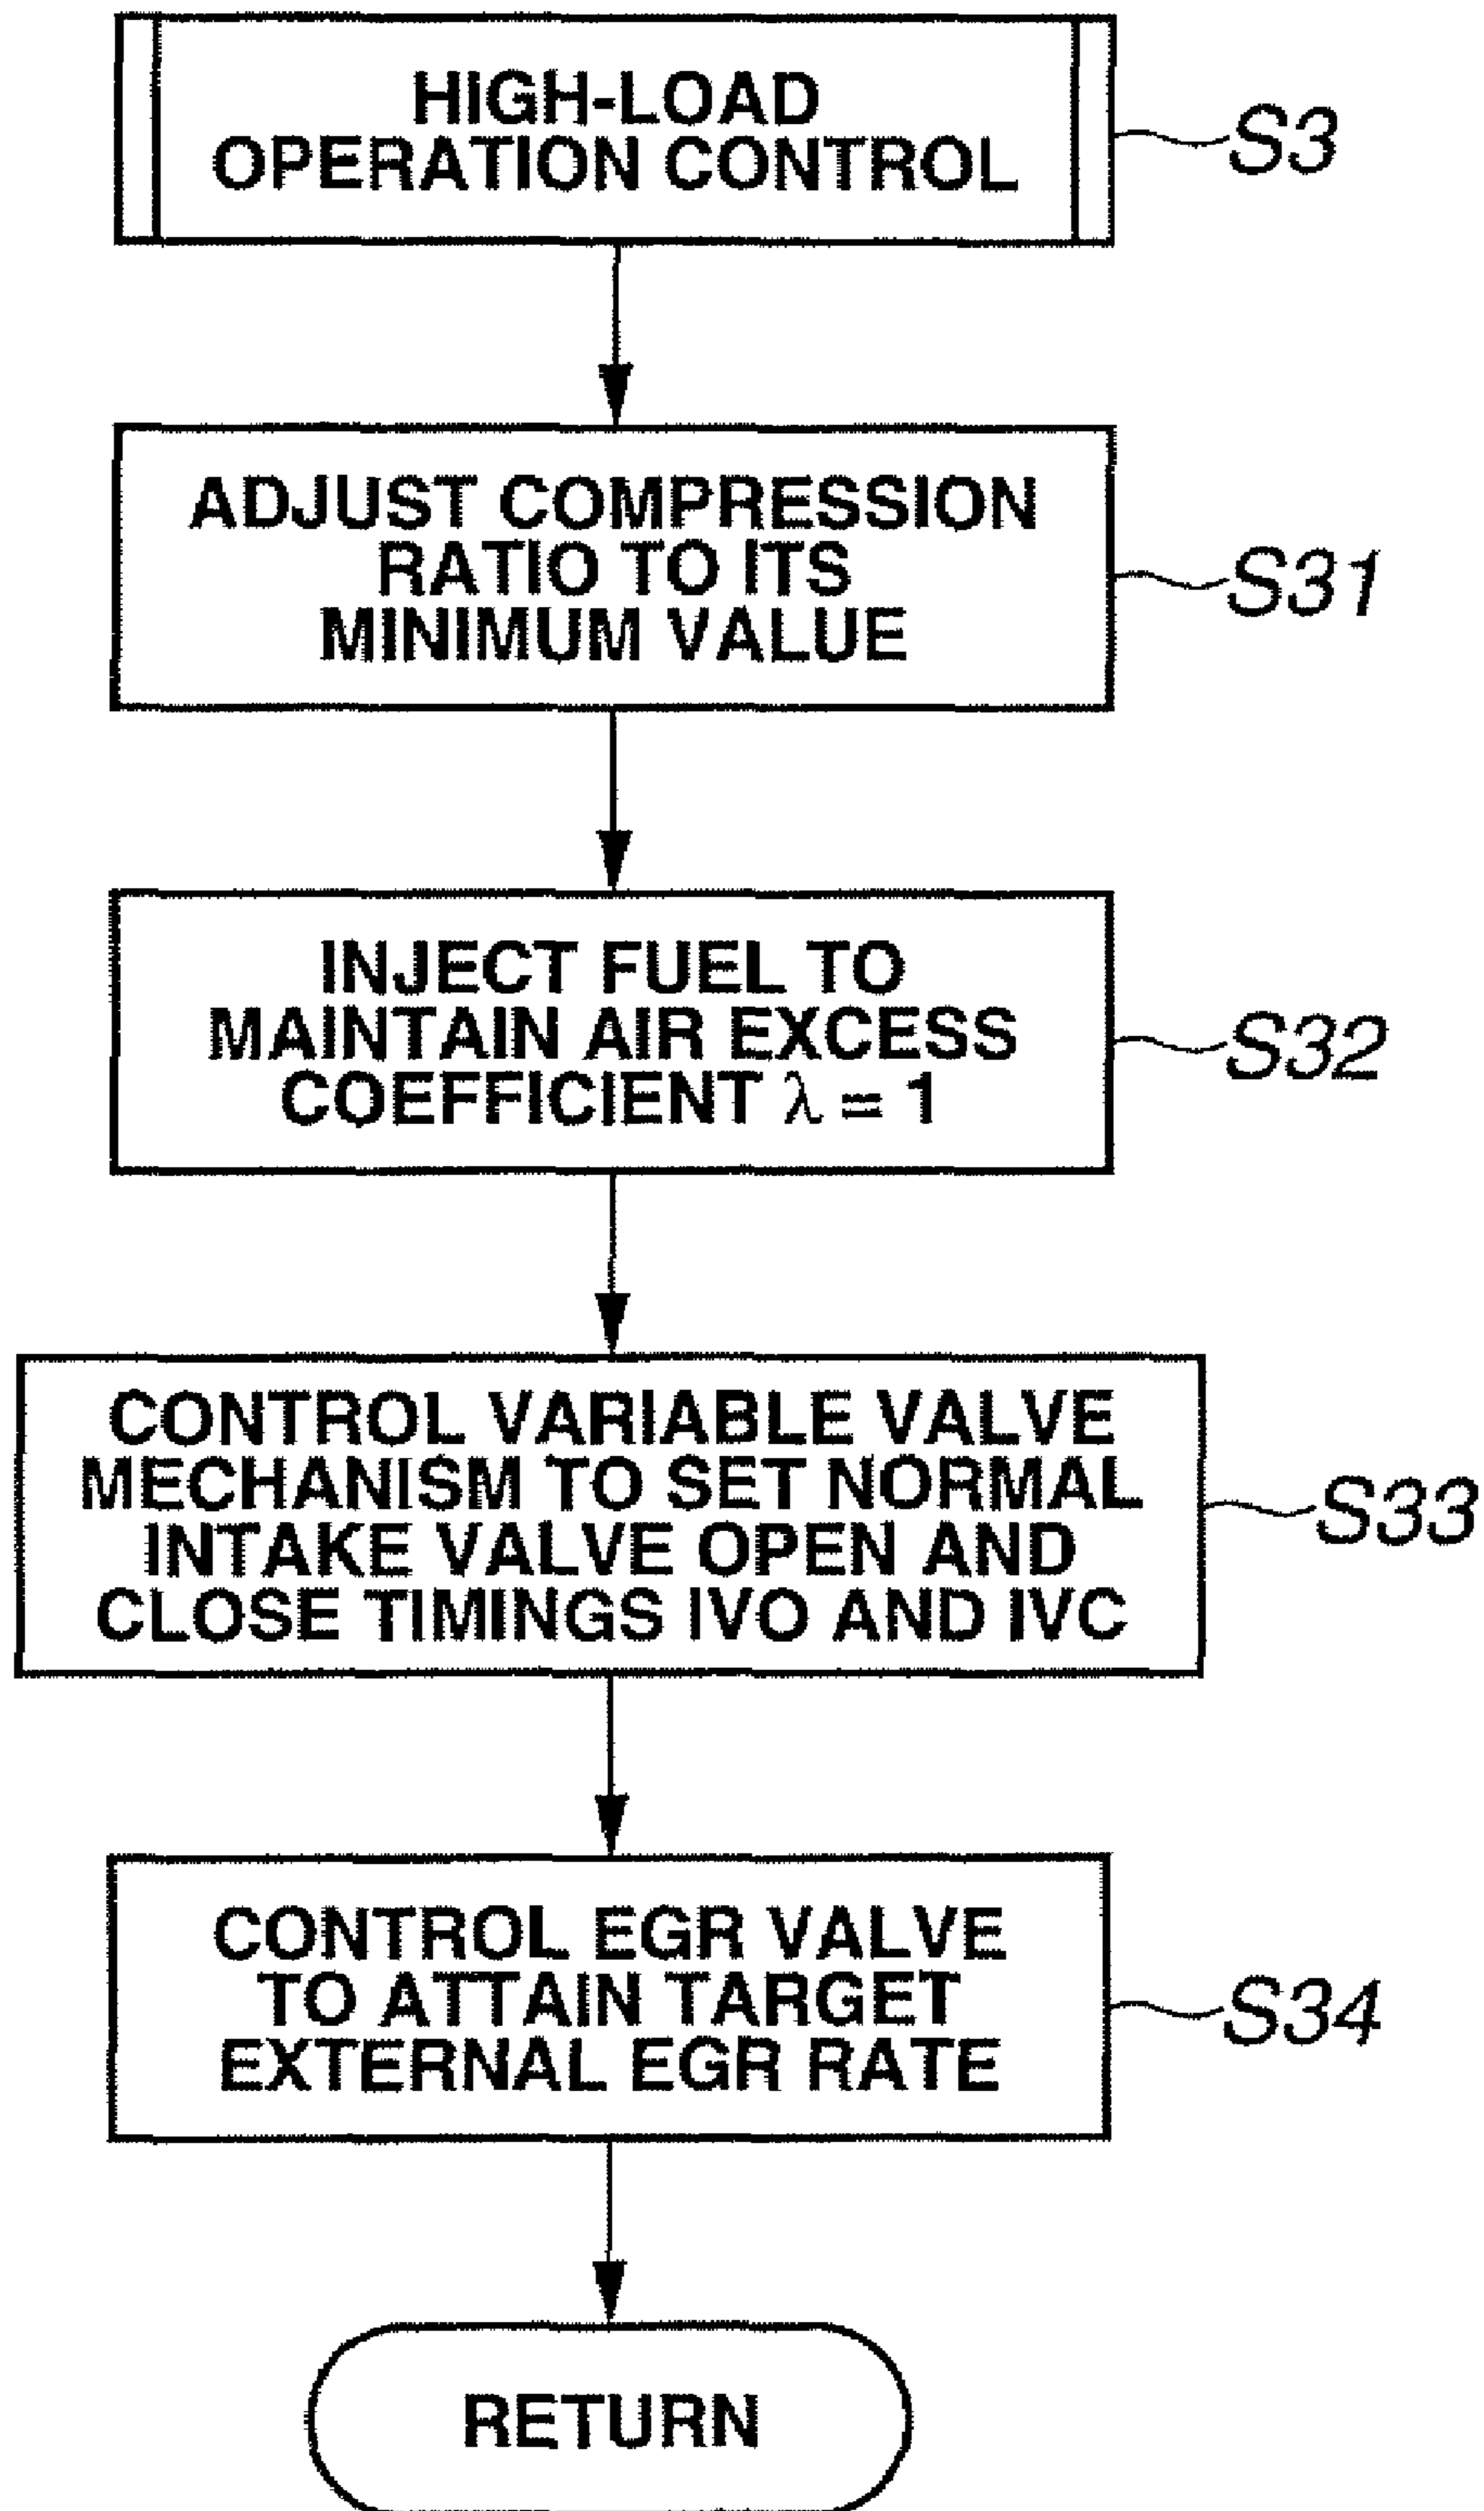 HIGH-LOAD
OPERATION CONTROL
S3
ADJUST COMPRESSION
RATIO TO ITS
MINIMUM VALUE
S31
INJECT FUEL TO
MAINTAIN AIR EXCESS
COEFFICIENT λ = 1
S32
CONTROL VARIABLE VALVE
MECHANISM TO SET NORMAL
INTAKE VALVE OPEN AND
CLOSE TIMINGS IVO AND IVC
S33
CONTROL EGR VALVE
TO ATTAIN TARGET
EXTERNAL EGR RATE
S34
RETURN